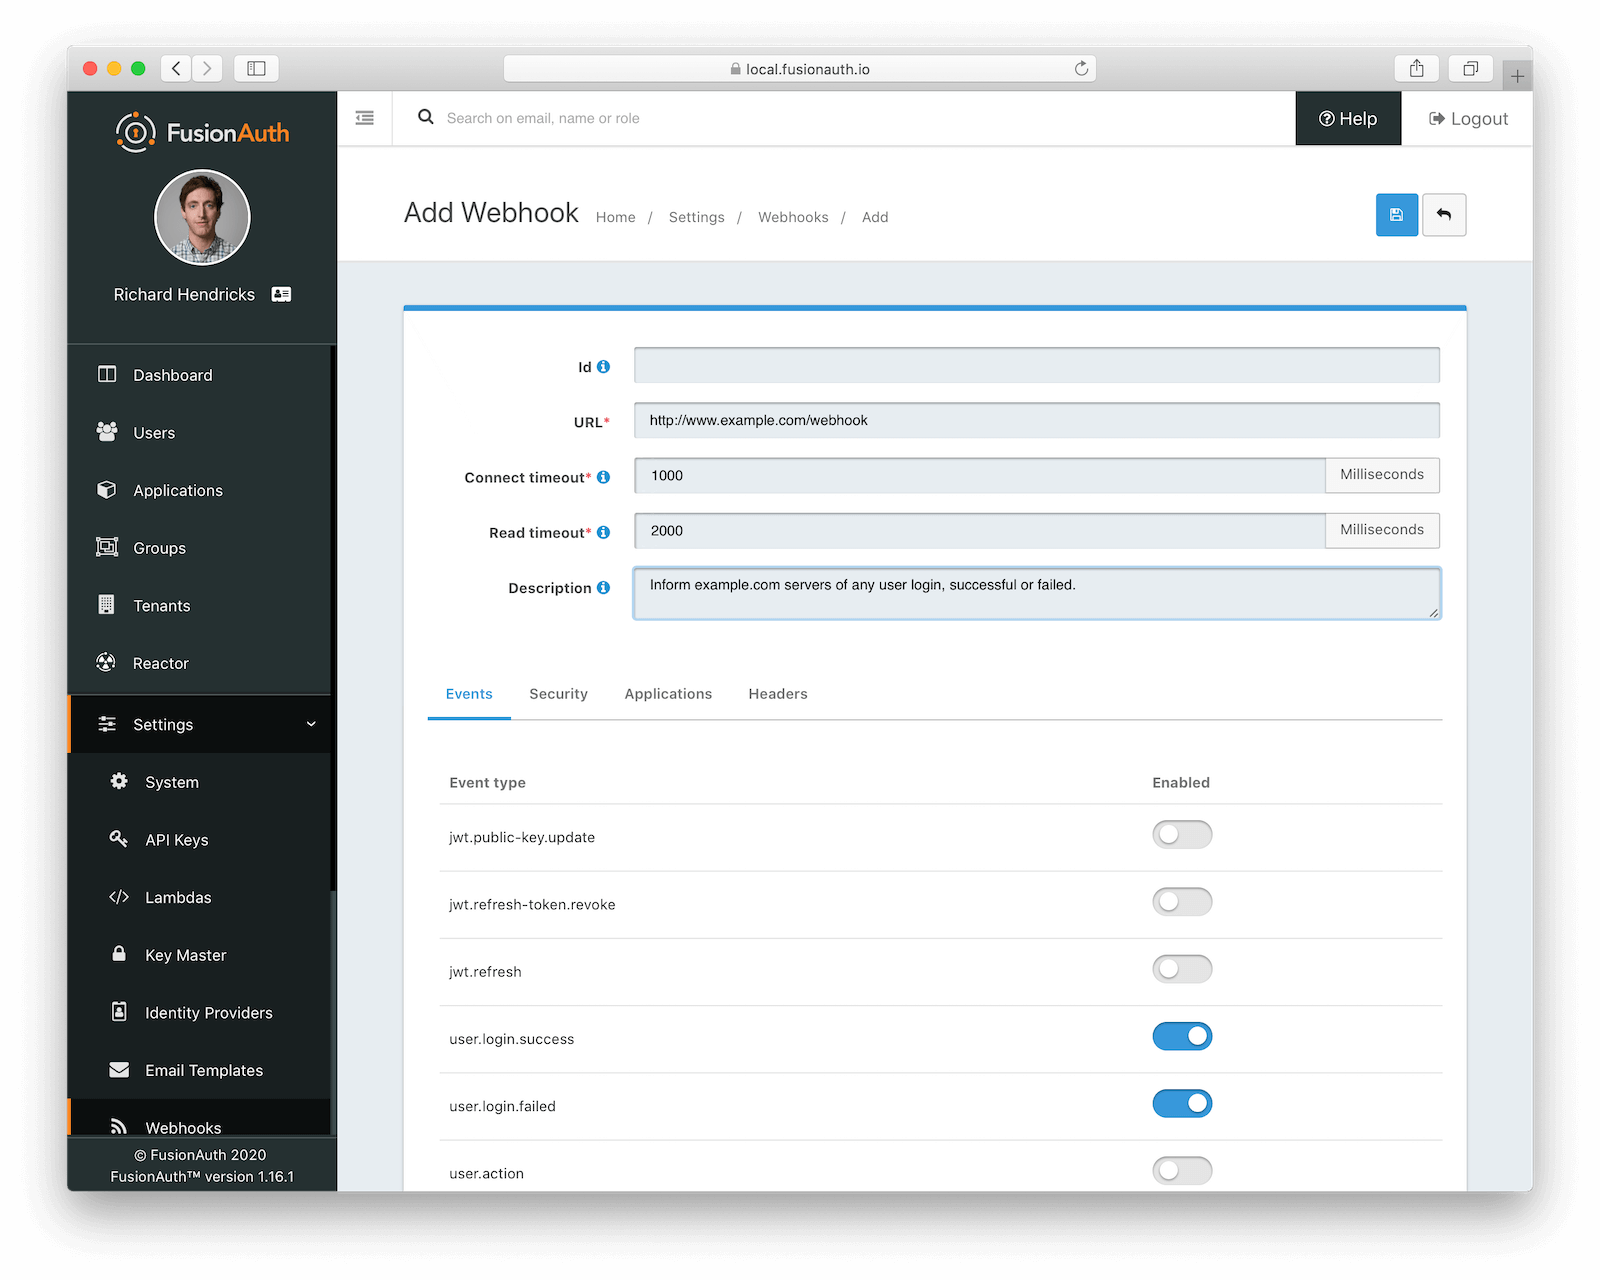 local.fusionauth.io
FusionAuth
Richard Hendricks
Dashboard
Users
Applications
Groups
Tenants
Reactor
Settings
System
API Keys
Lambdas
Key Master
Identity Providers
Email Templates
Webhooks
© FusionAuth 2020
FusionAuth™ version 1.16.1
Search on email, name or role
Help
Logout
Add Webhook Home / Settings / Webhooks / Add
Id
URL* http://www.example.com/webhook
Connect timeout* 1000 Milliseconds
Read timeout* 2000 Milliseconds
Description Inform example.com servers of any user login, successful or failed.
Events Security Applications Headers
Event type Enabled
jwt.public-key.update
jwt.refresh-token.revoke
jwt.refresh
user.login.success
user.login.failed
user.action